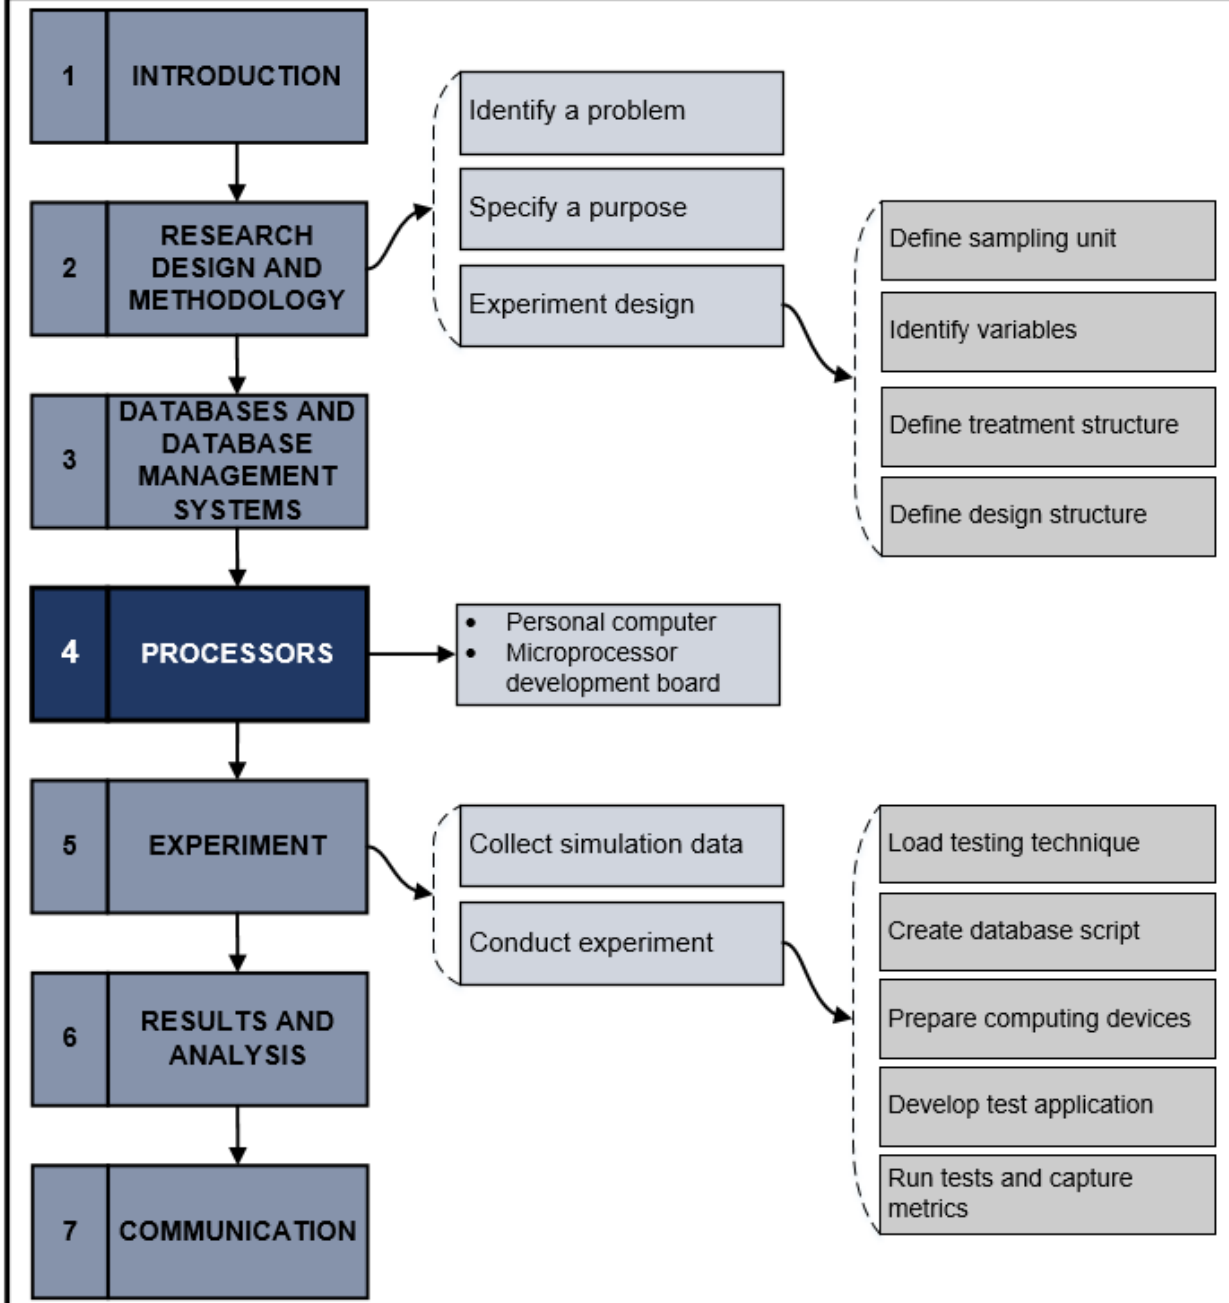 1
INTRODUCTION
Identify a problem
Specify a purpose
Experiment design
2
RESEARCH
DESIGN AND
METHODOLOGY
Define sampling unit
Identify variables
Define treatment structure
Define design structure
3
DATABASES AND
DATABASE
MANAGEMENT
SYSTEMS
4
PROCESSORS
• Personal computer
• Microprocessor
development board
5
EXPERIMENT
Collect simulation data
Conduct experiment
Load testing technique
Create database script
Prepare computing devices
Develop test application
Run tests and capture
metrics
6
RESULTS AND
ANALYSIS
7
COMMUNICATION